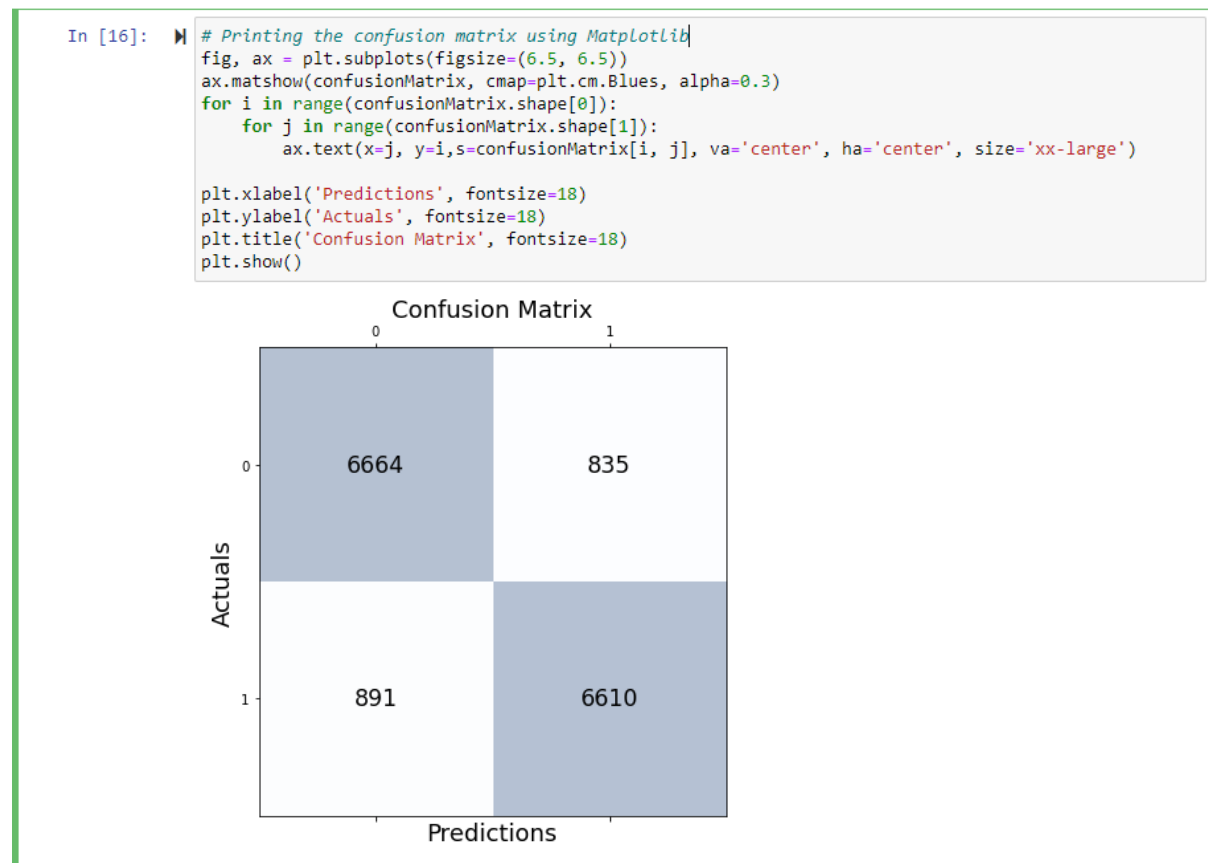 In [16]:
# Printing the confusion matrix using Matplotlib
fig, ax = plt.subplots(figsize=(6.5, 6.5))
ax.matshow(confusionMatrix, cmap=plt.cm.Blues, alpha=0.3)
for i in range(confusionMatrix.shape[0]):
    for j in range(confusionMatrix.shape[1]):
        ax.text(x=j, y=i,s=confusionMatrix[i, j], va='center', ha='center', size='xx-large')
plt.xlabel('Predictions', fontsize=18)
plt.ylabel('Actuals', fontsize=18)
plt.title('Confusion Matrix', fontsize=18)
plt.show()
Confusion Matrix
0 1
0 6664 835
Actuals
1 891 6610
Predictions